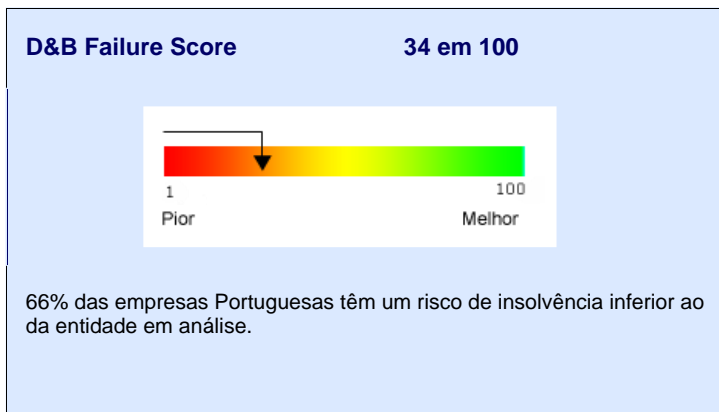 D&B Failure Score 34 em 100
1 100
Pior Melhor
66% das empresas Portuguesas têm um risco de insolvência inferior ao
da entidade em análise.